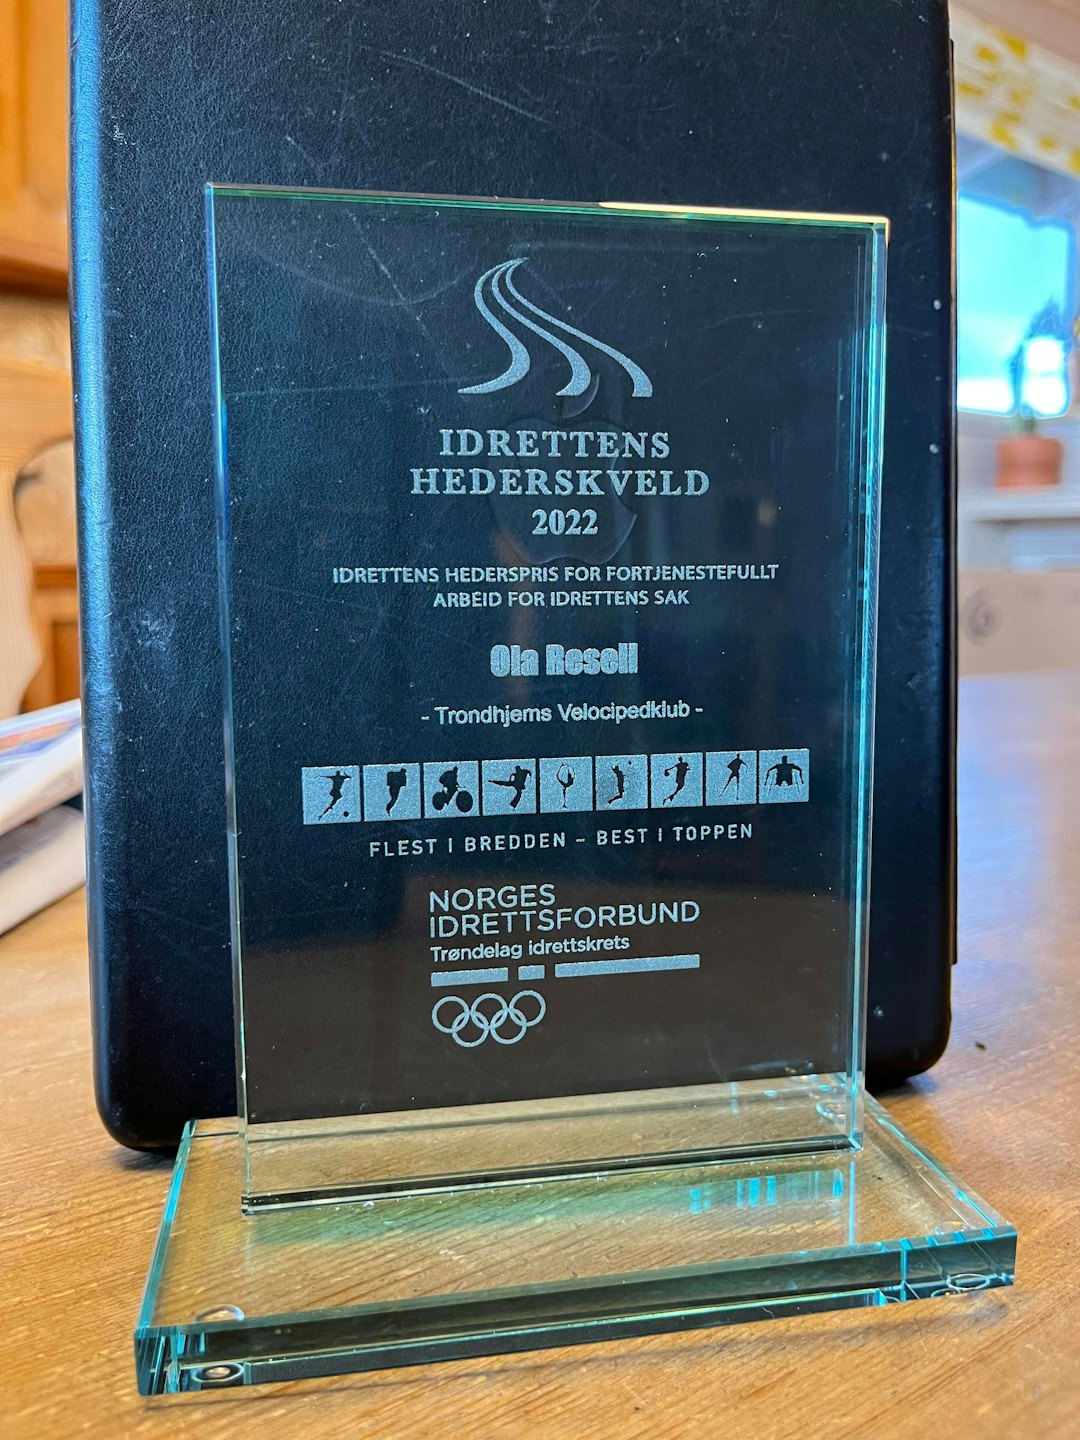 IDRETTENS
HEDERSKVELD
2022
IDRETTENS HEDERSPRIS FOR FORTJENESTEFULLT
ARBEID FOR IDRETTENS SAK
Ola Resell
- Trondhjems Velocipedklub -
FLEST I BREDDEN – BEST I TOPPEN
NORGES
IDRETTSFORBUND
Trøndelag idrettskrets